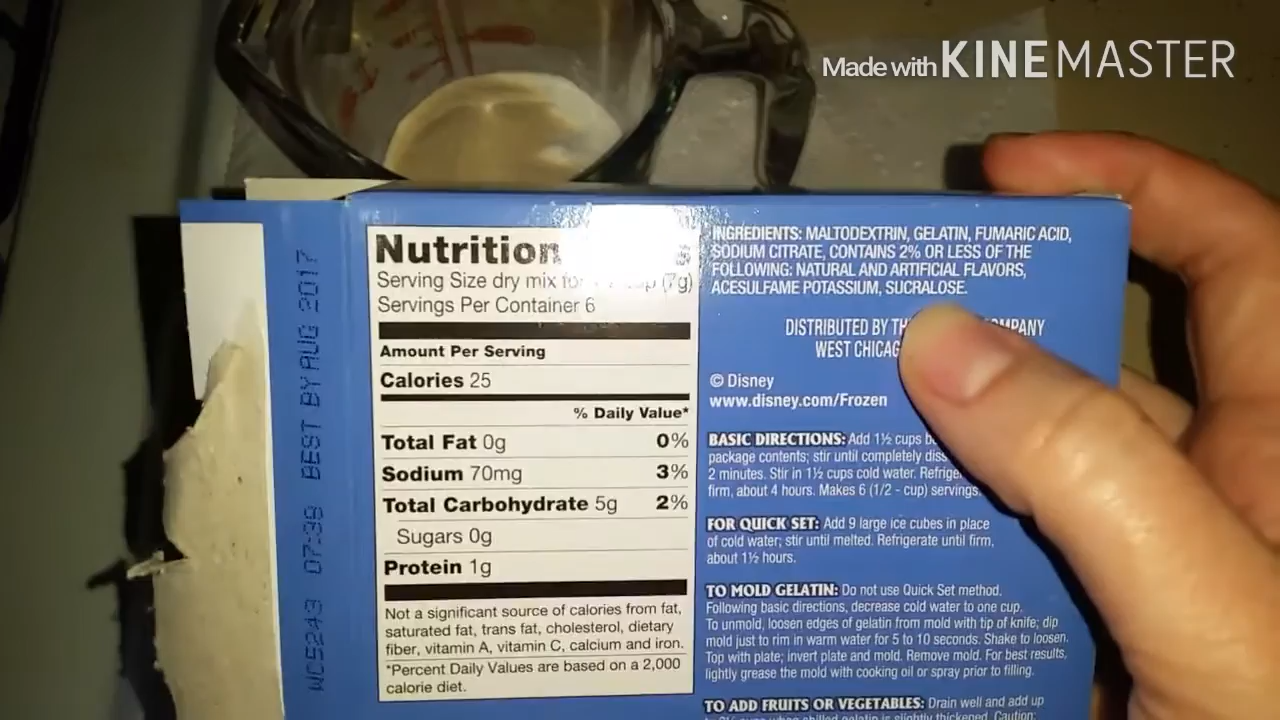 Made with KINEMASTER
WC5243 07:39 BEST BY AUG 2017
Nutrition
Serving Size dry mix for (7g)
Servings Per Container 6
Amount Per Serving
Calories 25
% Daily Value*
Total Fat 0g 0%
Sodium 70mg 3%
Total Carbohydrate 5g 2%
Sugars 0g
Protein 1g
Not a significant source of calories from fat,
saturated fat, trans fat, cholesterol, dietary
fiber, vitamin A, vitamin C, calcium and iron.
*Percent Daily Values are based on a 2,000
calorie diet.
INGREDIENTS: MALTODEXTRIN, GELATIN, FUMARIC ACID,
SODIUM CITRATE, CONTAINS 2% OR LESS OF THE
FOLLOWING: NATURAL AND ARTIFICIAL FLAVORS,
ACESULFAME POTASSIUM, SUCRALOSE.
DISTRIBUTED BY
WEST
© Disney
www.disney.com/Frozen
BASIC DIRECTIONS: Add 1½ cups
package contents; stir until completely
2 minutes. Stir in 1½ cups cold water.
firm, about 4 hours. Makes 6 (1/2 - cup) servings.
FOR QUICK SET: Add 9 large ice cubes in place
of cold water; stir until melted. Refrigerate until firm,
about 1½ hours.
TO MOLD GELATIN: Do not use Quick Set method.
Following basic directions, decrease cold water to one cup.
To unmold, loosen edges of gelatin from mold with tip of knife; dip
mold just to rim in warm water for 5 to 10 seconds. Shake to loosen.
Top with plate; invert plate and mold. Remove mold. For best results,
lightly grease the mold with cooking oil or spray prior to filling.
TO ADD FRUITS OR VEGETABLES: Drain well and add up
when chilled gelatin is slightly thickened. Caution: